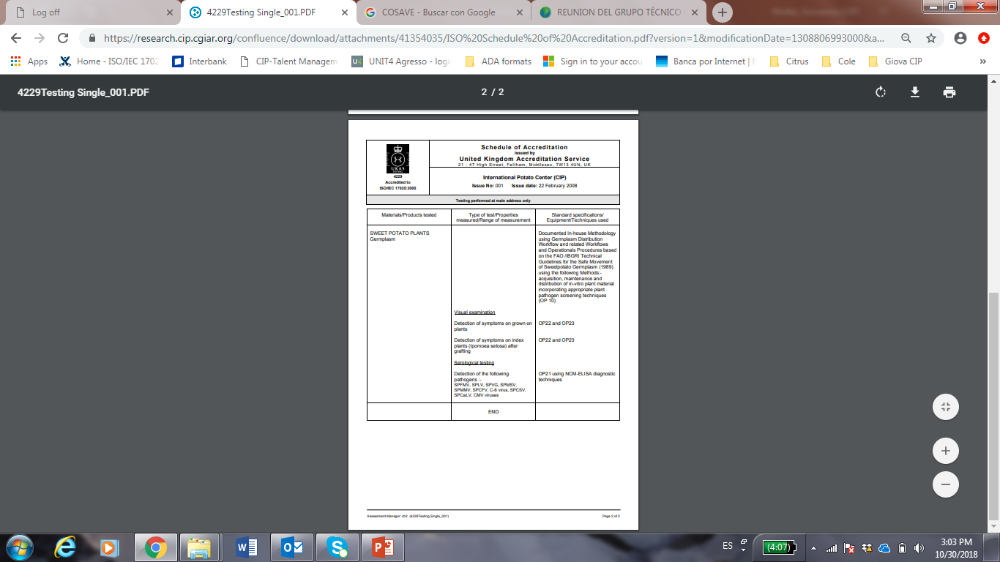 Log off
4229Testing Single_001.PDF
COSAVE - Buscar con Google
REUNION DEL GRUPO TÉCNICO
https://research.cip.cgiar.org/confluence/download/attachments/41354035/ISO%20Schedule%20of%20Accreditation.pdf?version=1&modificationDate=1308806993000&a...
Apps
Home - ISO/IEC 1702
Interbank
CIP-Talent Managem
UNIT4 Agresso - logi
ADA formats
Sign in to your accou
Banca por Internet | B
Citrus
Cole
Giova CIP
»
4229Testing Single_001.PDF
2 / 2
UKAS
TESTING
4229
Accredited to
ISO/IEC 17025:2005
Schedule of Accreditation
issued by
United Kingdom Accreditation Service
21 - 47 High Street, Feltham, Middlesex, TW13 4UN, UK
International Potato Center (CIP)
Issue No: 001 Issue date: 22 February 2008
Testing performed at main address only
Materials/Products tested
Type of test/Properties
measured/Range of measurement
Standard specifications/
Equipment/Techniques used
SWEET POTATO PLANTS
Germplasm
Documented In-house Methodology
using Germplasm Distribution
Workflow and related Workflows
and Operationals Procedures based
on the FAO /IBGRI Technical
Guidelines for the Safe Movement
of Sweetpotato Germplasm (1989)
using the following Methods:-
acquisition, maintenance and
distribution of in-vitro plant material
incorporating appropriate plant
pathogen screening techniques
(OP 10)
Visual examination
Detection of symptoms on grown on
plants
OP22 and OP23
Detection of symptoms on index
plants (Ipomoea setosa) after
grafting
OP22 and OP23
Serological testing
Detection of the following
pathogens :-
SPFMV, SPLV, SPVG, SPMSV,
SPMMV, SPCFV, C-6 virus, SPCSV,
SPCaLV, CMV viruses
OP21 using NCM-ELISA diagnostic
techniques
END
Assessment Manager: sh2 (4229Testing Single_001)
Page 2 of 2
ES
(4:07)
3:03 PM
10/30/2018